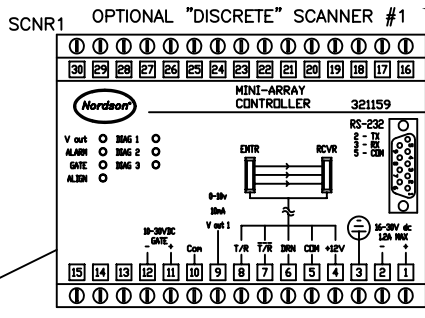 SCNR1
OPTIONAL "DISCRETE" SCANNER #1
30 29 28 27 26 25 24 23 22 21 20 19 18 17 16
Nordson
MINI-ARRAY
CONTROLLER 321159
RS-232
2 - TX
3 - RX
5 - COM
V out DIAG 1
ALARM DIAG 2
GATE DIAG 3
ALIGN
EMTR RCVR
0-10v
10mA
V out 1
10-30VDC
GATE
- +
Com
T/R T/R DRN COM +12V
16-30V dc
1.2A MAX
- +
15 14 13 12 11 10 9 8 7 6 5 4 3 2 1